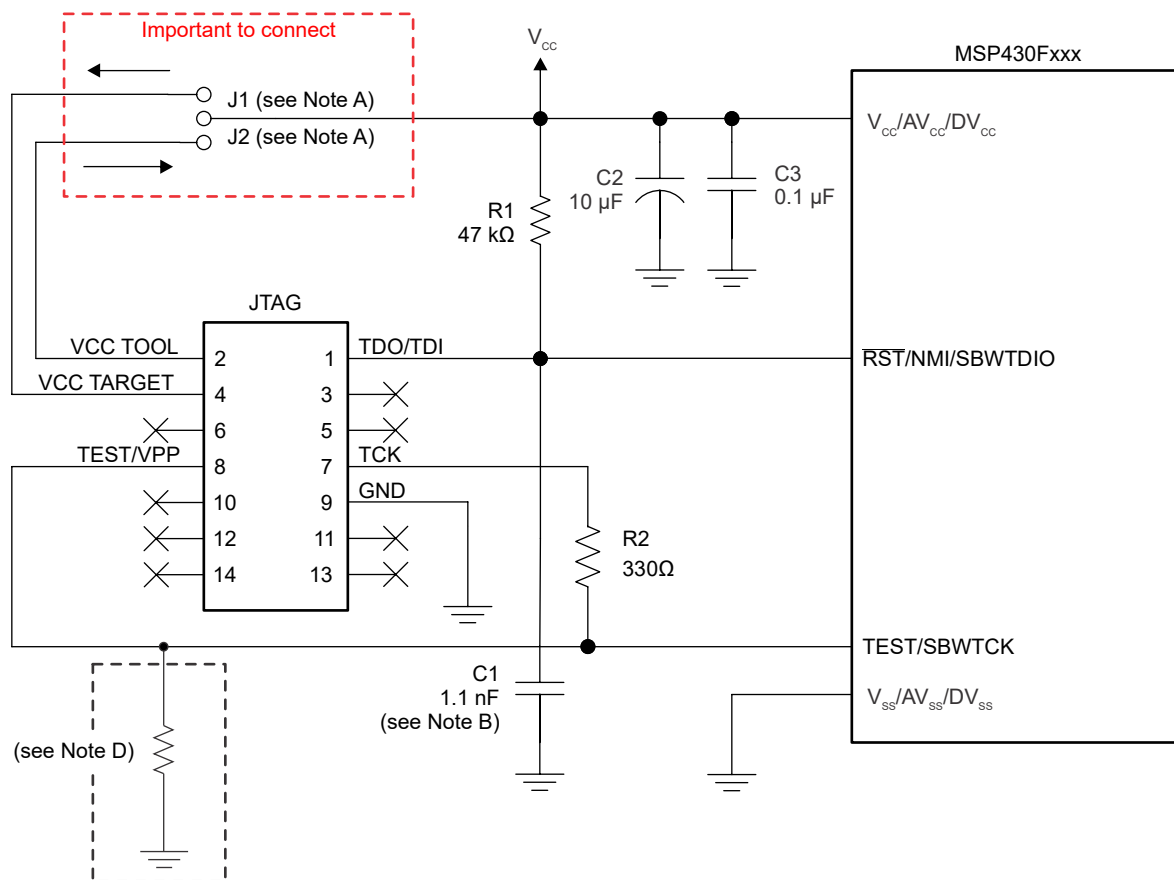 Important to connect
J1 (see Note A)
J2 (see Note A)
VCC
MSP430Fxxx
VCC/AVCC/DVCC
C2
10 µF
C3
0.1 µF
R1
47 kΩ
JTAG
VCC TOOL
2
1
TDO/TDI
RST/NMI/SBWTDIO
VCC TARGET
4
3
6
5
TEST/VPP
8
7
TCK
10
9
GND
12
11
14
13
R2
330Ω
TEST/SBWTCK
C1
1.1 nF
(see Note B)
VSS/AVSS/DVSS
(see Note D)